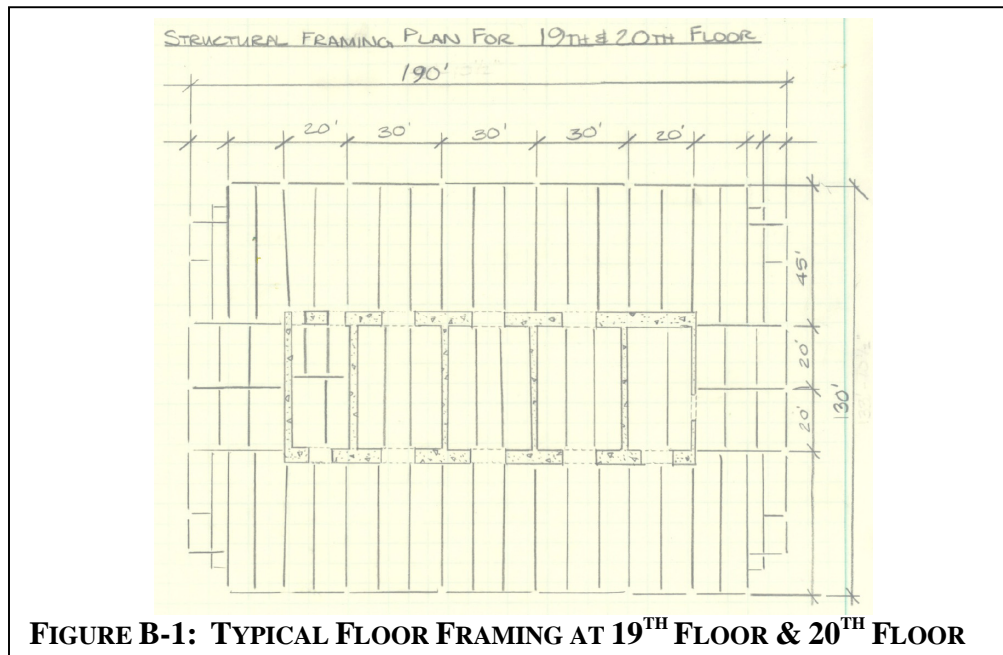 STRUCTURAL FRAMING PLAN FOR 19TH & 20TH FLOOR
190'
20' 30' 30' 30' 20'
45'
20'
130'
20'
FIGURE B-1: TYPICAL FLOOR FRAMING AT 19TH FLOOR & 20TH FLOOR